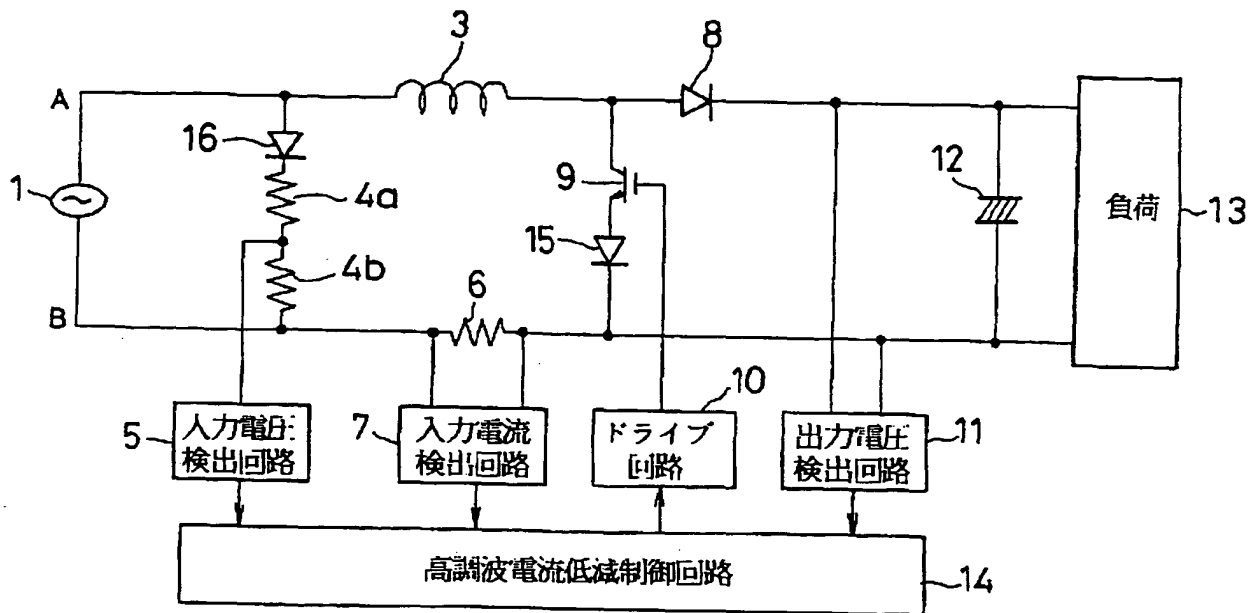 3
8
A
16
12
1
4a
9
負荷
13
15
4b
6
B
10
5
入力電圧
検出回路
7
入力電流
検出回路
ドライブ
回路
出力電圧
検出回路
11
高調波電流低減制御回路
14